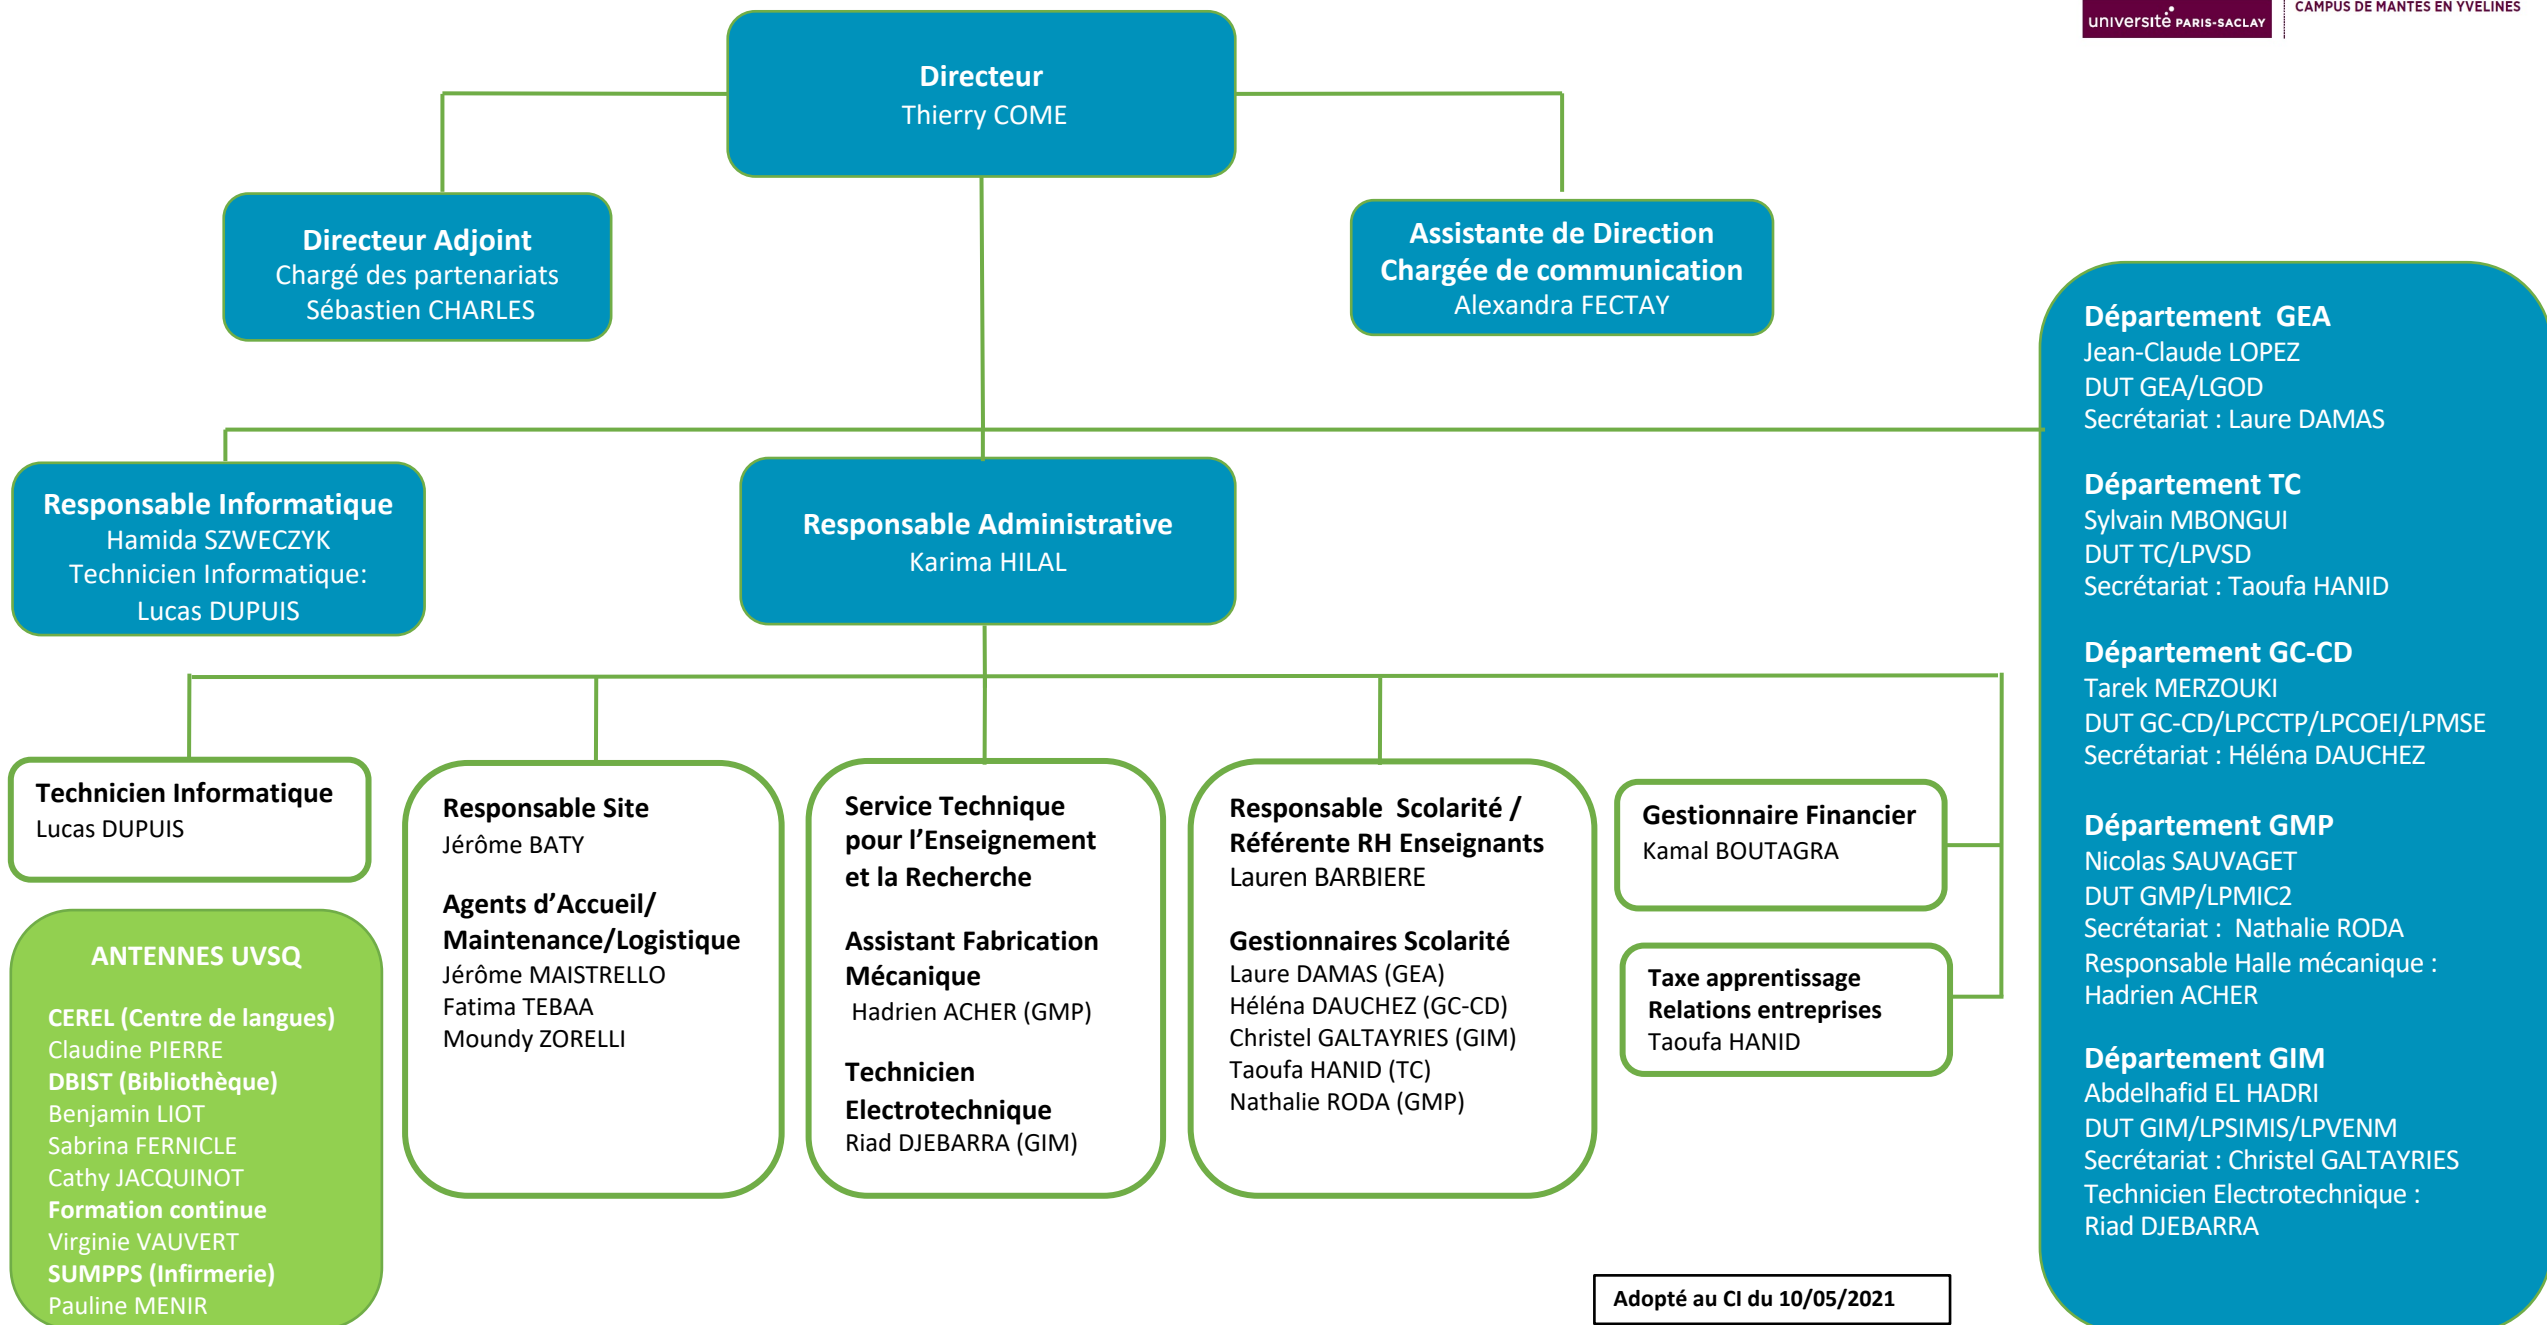 université PARIS-SACLAY
CAMPUS DE MANTES EN YVELINES
Directeur
Thierry COME
Directeur Adjoint
Chargé des partenariats
Sébastien CHARLES
Assistante de Direction
Chargée de communication
Alexandra FECTAY
Responsable Informatique
Hamida SZWECZYK
Technicien Informatique:
Lucas DUPUIS
Responsable Administrative
Karima HILAL
Département  GEA
Jean-Claude LOPEZ
DUT GEA/LGOD
Secrétariat : Laure DAMAS
Département TC
Sylvain MBONGUI
DUT TC/LPVSD
Secrétariat : Taoufa HANID
Département GC-CD
Tarek MERZOUKI
DUT GC-CD/LPCCTP/LPCOEI/LPMSE
Secrétariat : Héléna DAUCHEZ
Département GMP
Nicolas SAUVAGET
DUT GMP/LPMIC2
Secrétariat :  Nathalie RODA
Responsable Halle mécanique :
Hadrien ACHER
Département GIM
Abdelhafid EL HADRI
DUT GIM/LPSIMIS/LPVENM
Secrétariat : Christel GALTAYRIES
Technicien Electrotechnique :
Riad DJEBARRA
Technicien Informatique
Lucas DUPUIS
ANTENNES UVSQ
CEREL (Centre de langues)
Claudine PIERRE
DBIST (Bibliothèque)
Benjamin LIOT
Sabrina FERNICLE
Cathy JACQUINOT
Formation continue
Virginie VAUVERT
SUMPPS (Infirmerie)
Pauline MENIR
Responsable Site
Jérôme BATY
Agents d’Accueil/
Maintenance/Logistique
Jérôme MAISTRELLO
Fatima TEBAA
Moundy ZORELLI
Service Technique
pour l’Enseignement
et la Recherche
Assistant Fabrication
Mécanique
Hadrien ACHER (GMP)
Technicien
Electrotechnique
Riad DJEBARRA (GIM)
Responsable  Scolarité /
Référente RH Enseignants
Lauren BARBIERE
Gestionnaires Scolarité
Laure DAMAS (GEA)
Héléna DAUCHEZ (GC-CD)
Christel GALTAYRIES (GIM)
Taoufa HANID (TC)
Nathalie RODA (GMP)
Gestionnaire Financier
Kamal BOUTAGRA
Taxe apprentissage
Relations entreprises
Taoufa HANID
Adopté au CI du 10/05/2021